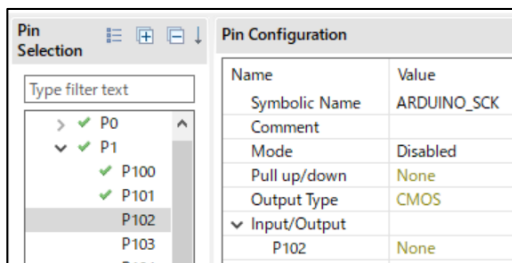 Pin Selection
Type filter text
P0
P1
P100
P101
P102
P103
Pin Configuration
Name Value
Symbolic Name ARDUINO_SCK
Comment
Mode Disabled
Pull up/down None
Output Type CMOS
Input/Output
P102 None